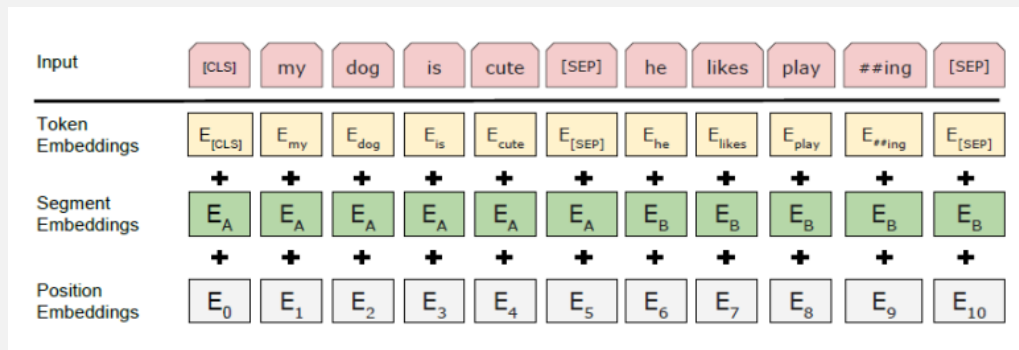 Input [CLS] my dog is cute [SEP] he likes play ##ing [SEP]
Token Embeddings E[CLS] Emy Edog Eis Ecute E[SEP] Ehe Elikes Eplay E##ing E[SEP]
+ + + + + + + + + + +
Segment Embeddings EA EA EA EA EA EA EB EB EB EB EB
+ + + + + + + + + + +
Position Embeddings E0 E1 E2 E3 E4 E5 E6 E7 E8 E9 E10